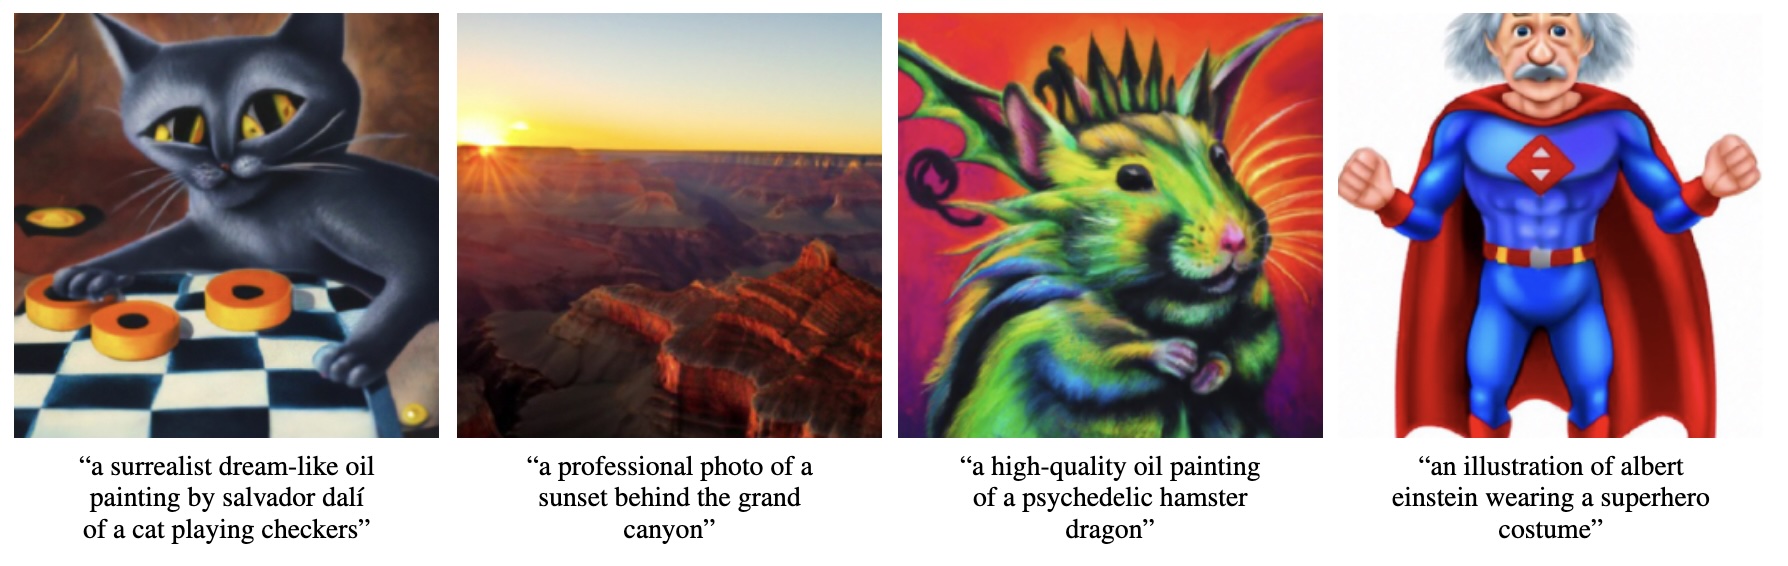 “a surrealist dream-like oil
painting by salvador dalí
of a cat playing checkers”
“a professional photo of a
sunset behind the grand
canyon”
“a high-quality oil painting
of a psychedelic hamster
dragon”
“an illustration of albert
einstein wearing a superhero
costume”